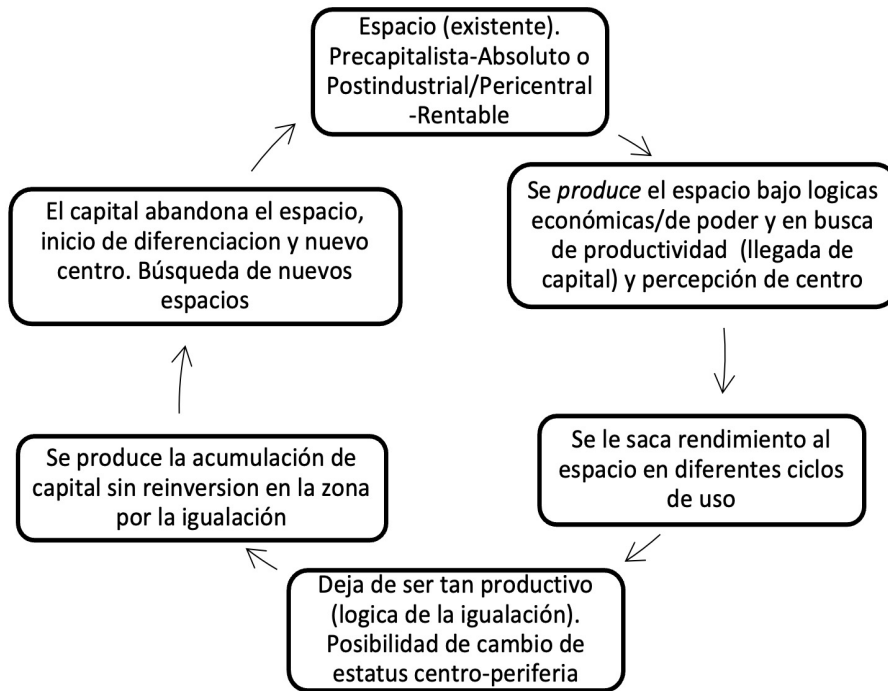 Espacio (existente).
Precapitalista-Absoluto o
Postindustrial/Pericentral
-Rentable
Se produce el espacio bajo logicas
económicas/de poder y en busca
de productividad (llegada de
capital) y percepción de centro
Se le saca rendimiento al
espacio en diferentes ciclos
de uso
Deja de ser tan productivo
(logica de la igualación).
Posibilidad de cambio de
estatus centro-periferia
Se produce la acumulación de
capital sin reinversion en la zona
por la igualación
El capital abandona el espacio,
inicio de diferenciacion y nuevo
centro. Búsqueda de nuevos
espacios